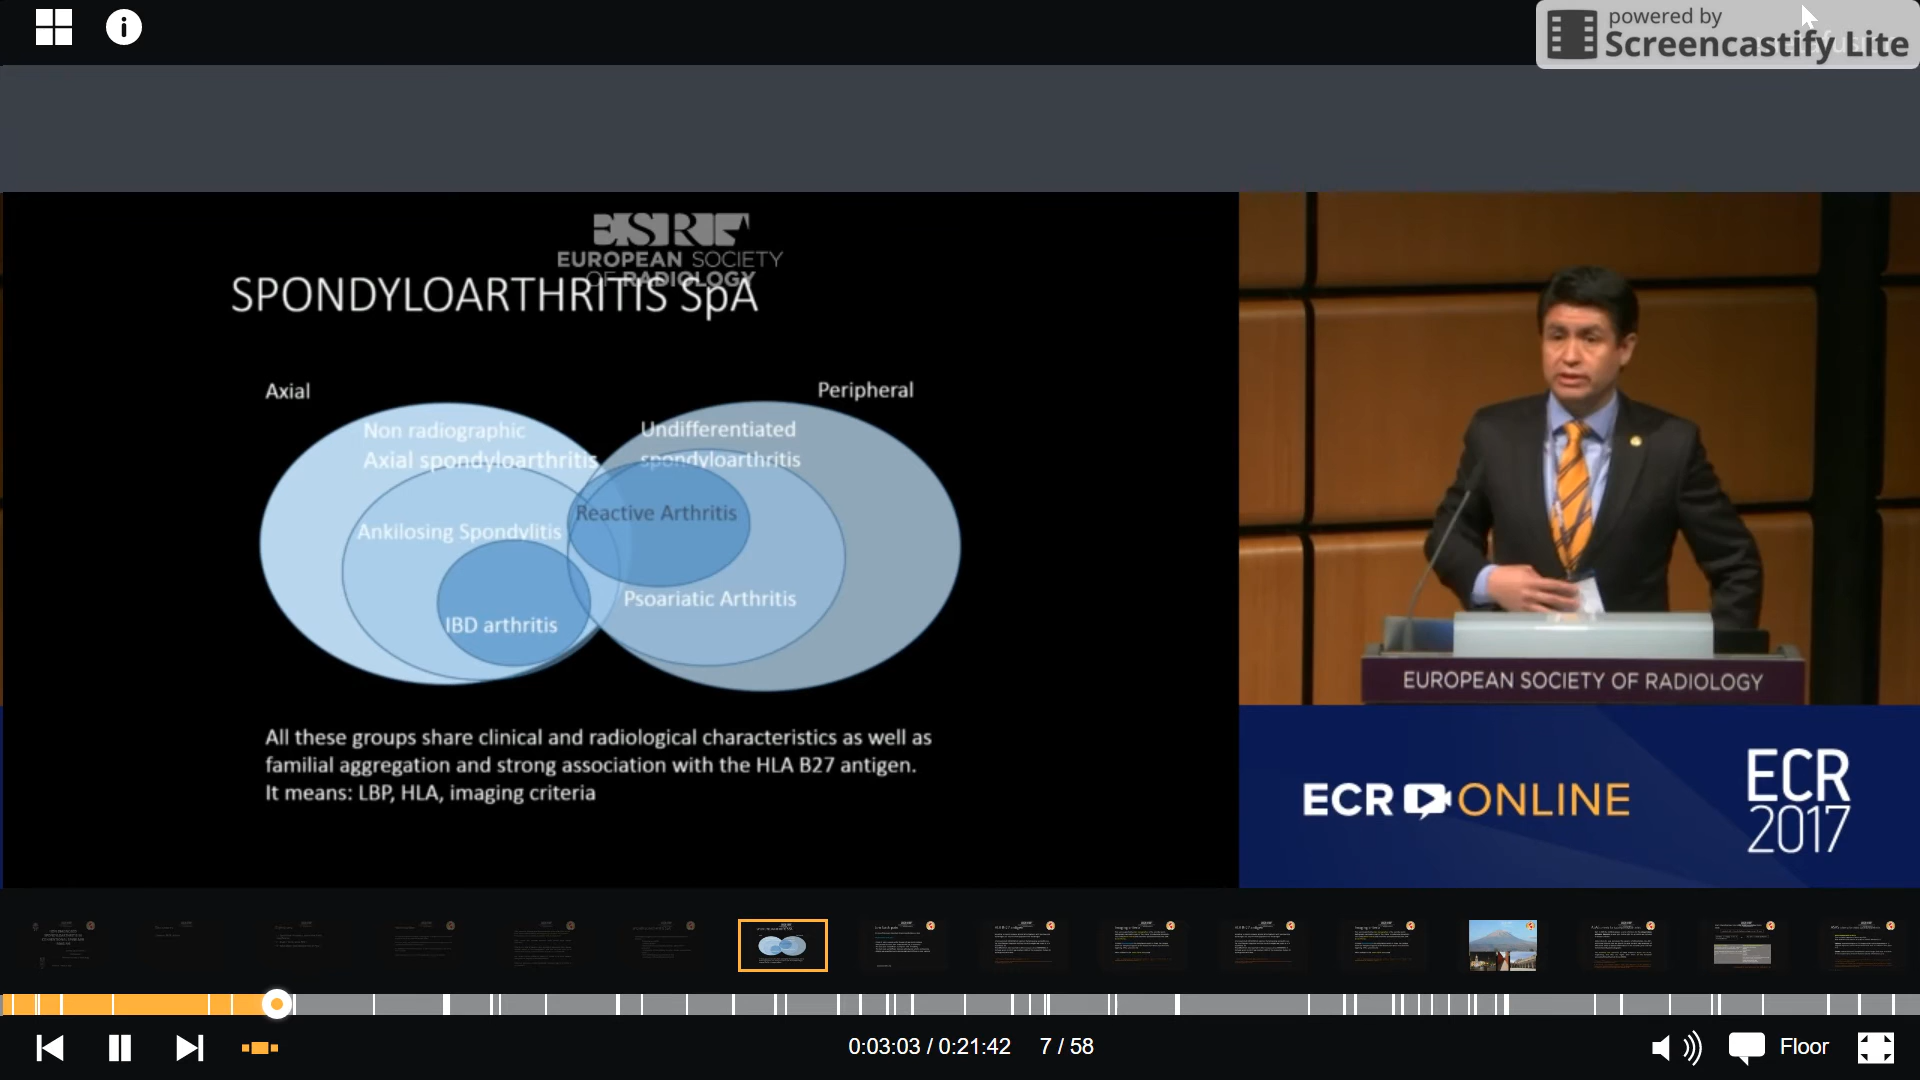 powered by
Screencastify Lite
ESR
EUROPEAN SOCIETY
OF RADIOLOGY
SPONDYLOARTHRITIS SpA
Axial
Peripheral
Non radiographic
Axial spondyloarthritis
Undifferentiated
spondyloarthritis
Reactive Arthritis
Ankilosing Spondylitis
Psoariatic Arthritis
IBD arthritis
All these groups share clinical and radiological characteristics as well as
familial aggregation and strong association with the HLA B27 antigen.
It means: LBP, HLA, imaging criteria
EUROPEAN SOCIETY OF RADIOLOGY
ECR ONLINE
ECR
2017
0:03:03 / 0:21:42 7 / 58
Floor